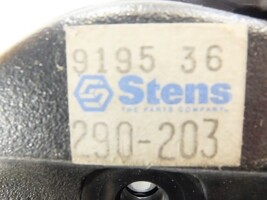 9195 36
Stens
THE PARTS COMPANY
290-203